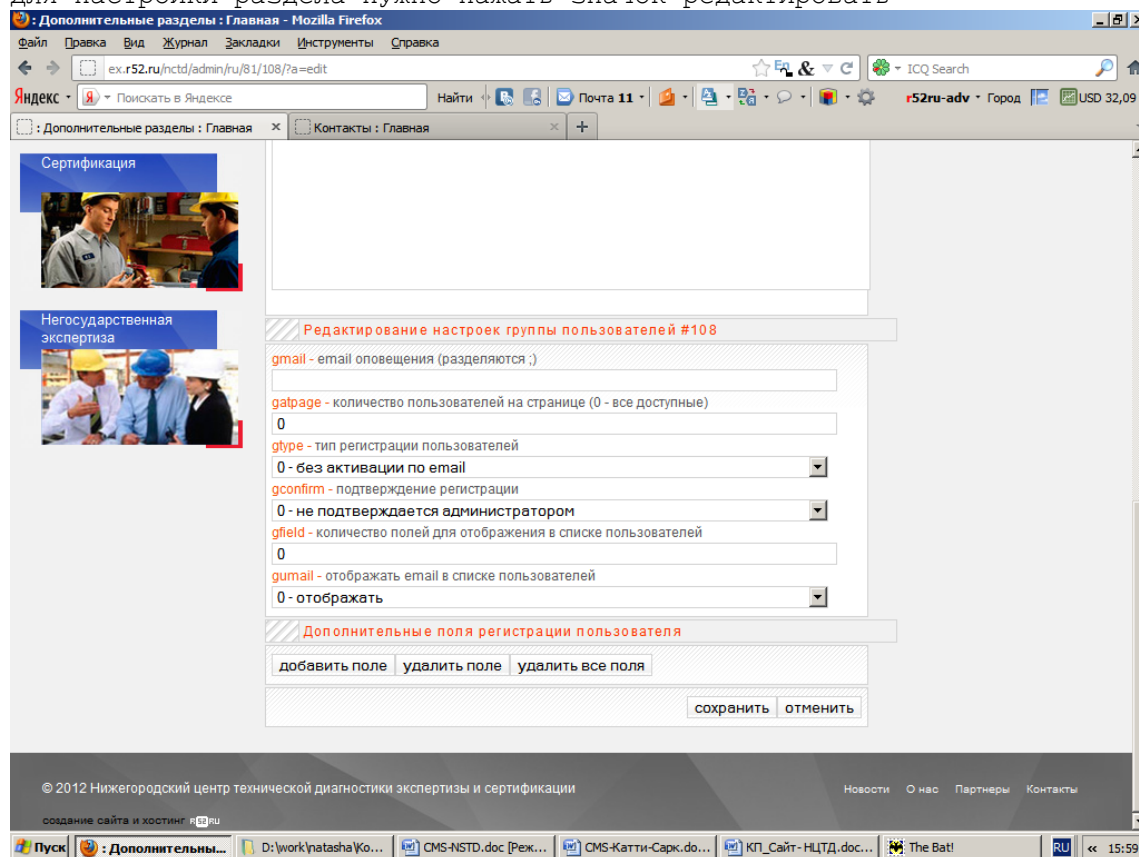 для настройки раздела нужно нажать значок редактировать
: Дополнительные разделы : Главная - Mozilla Firefox
Файл Правка Вид Журнал Закладки Инструменты Справка
ex.r52.ru/nctd/admin/ru/81/108/?a=edit
ICQ Search
Яндекс
Я Поискать в Яндексе
Найти
Почта 11
r52ru-adv
Город
USD 32,09
: Дополнительные разделы : Главная
Контакты : Главная
Сертификация
Негосударственная
экспертиза
Редактирование настроек группы пользователей #108
gmail - email оповещения (разделяются ;)
gatpage - количество пользователей на странице (0 - все доступные)
0
gtype - тип регистрации пользователей
0 - без активации по email
gconfirm - подтверждение регистрации
0 - не подтверждается администратором
gfield - количество полей для отображения в списке пользователей
0
gumail - отображать email в списке пользователей
0 - отображать
Дополнительные поля регистрации пользователя
добавить поле удалить поле удалить все поля
сохранить отменить
© 2012 Нижегородский центр технической диагностики экспертизы и сертификации
Новости О нас Партнеры Контакты
создание сайта и хостинг R52RU
Пуск
: Дополнительны...
D:\work\natasha\Ко...
CMS-NSTD.doc [Реж...
CMS-Катти-Сарк.do...
КП_Сайт- НЦТД.doc...
The Bat!
RU
« 15:59